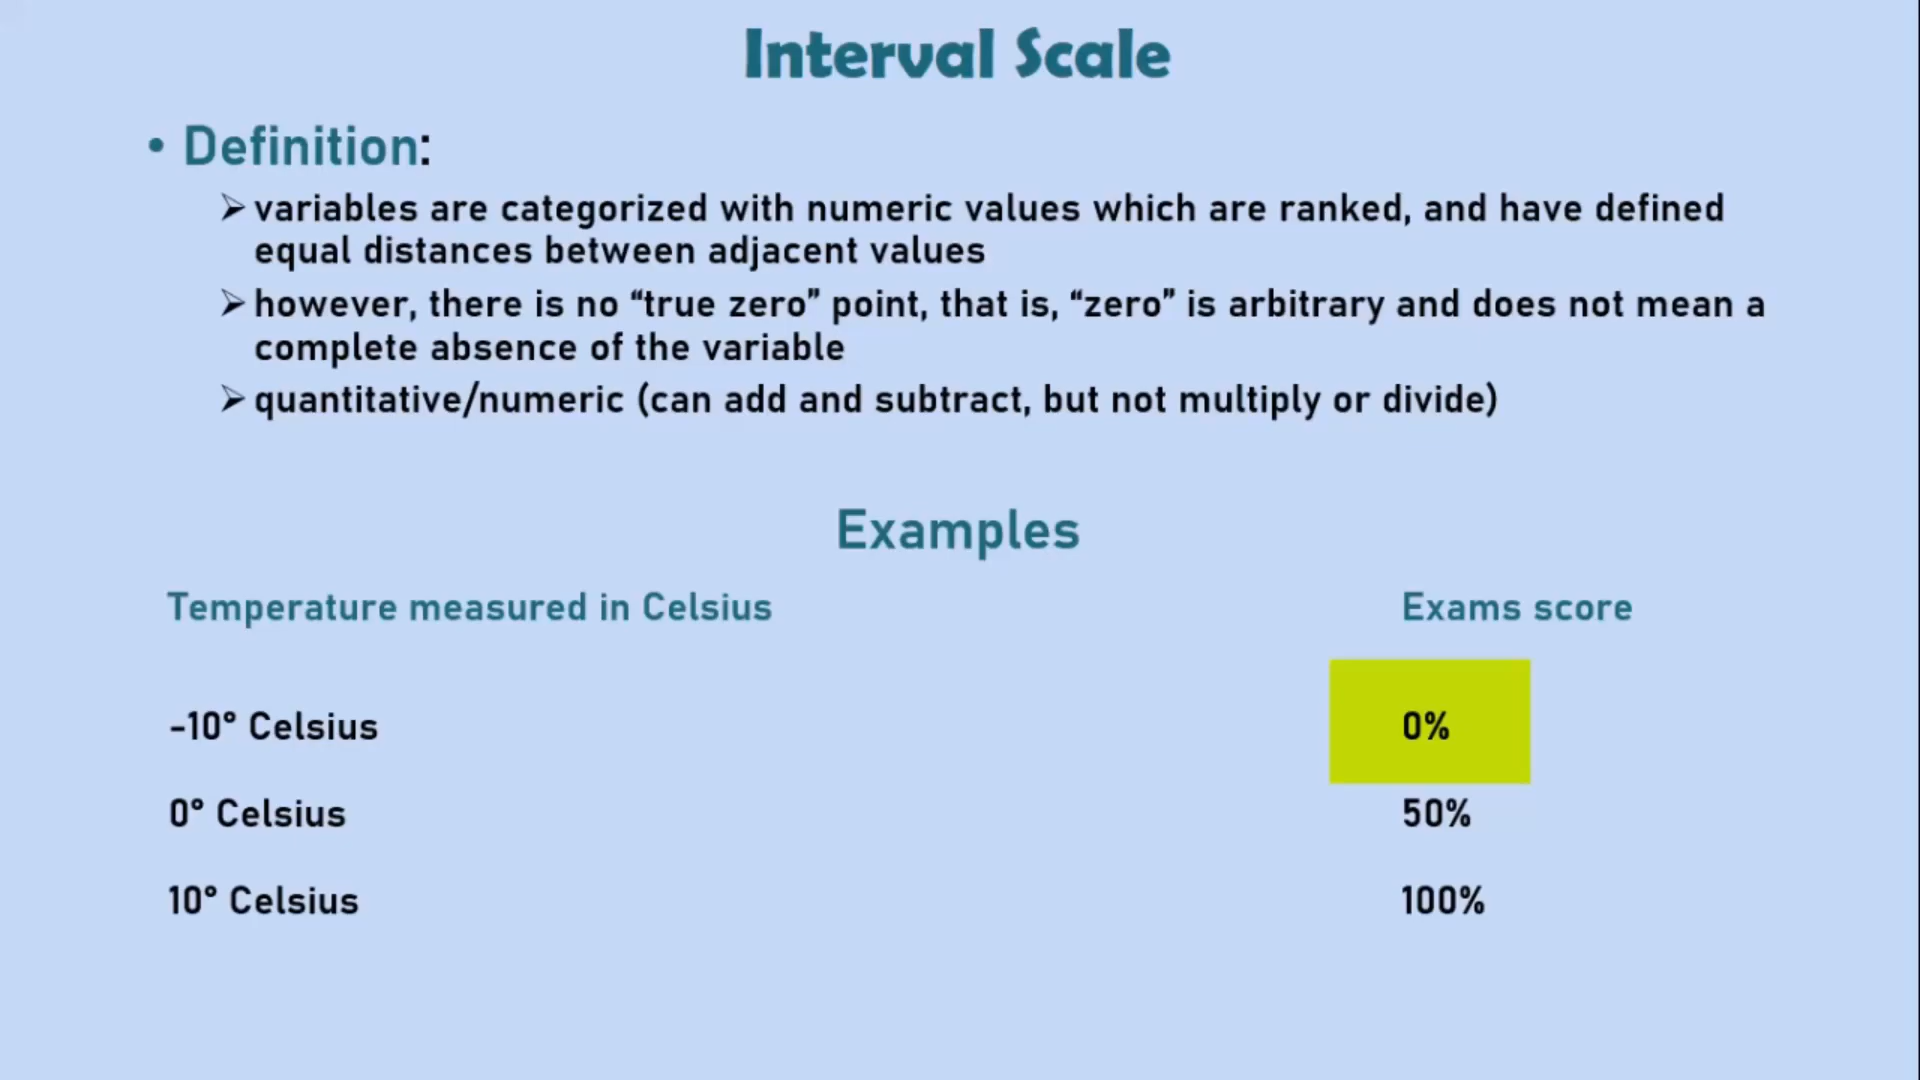 Interval Scale
• Definition:
➢ variables are categorized with numeric values which are ranked, and have defined
equal distances between adjacent values
➢ however, there is no “true zero” point, that is, “zero” is arbitrary and does not mean a
complete absence of the variable
➢ quantitative/numeric (can add and subtract, but not multiply or divide)
Examples
Temperature measured in Celsius Exams score
-10° Celsius 0%
0° Celsius 50%
10° Celsius 100%